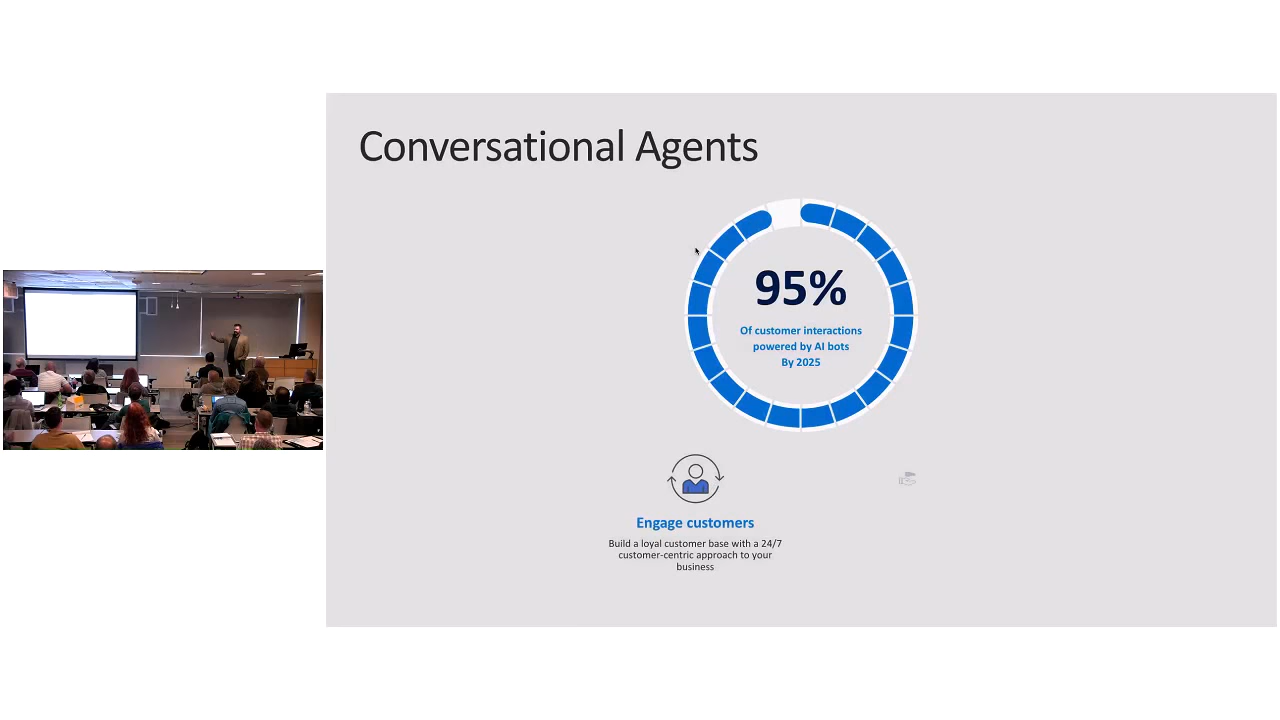 Conversational Agents
95%
Of customer interactions
powered by AI bots
By 2025
Engage customers
Build a loyal customer base with a 24/7
customer-centric approach to your
business